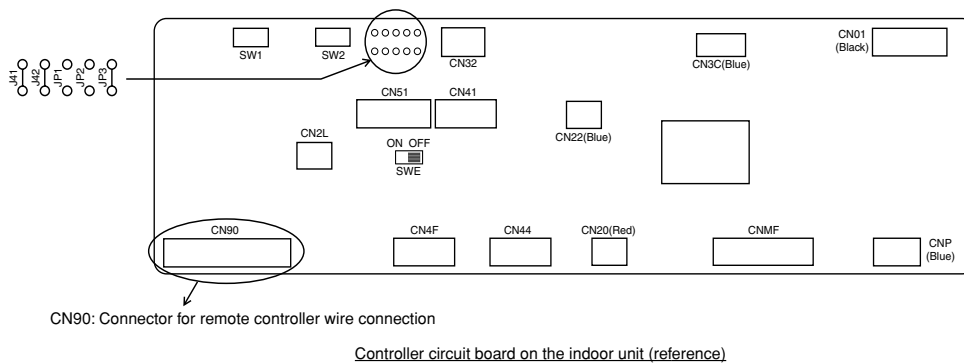 SW1
SW2
CN32
CN3C(Blue)
CN01
(Black)
J41
J42
JP1
JP2
JP3
CN51
CN41
CN2L
ON OFF
SWE
CN22(Blue)
CN90
CN4F
CN44
CN20(Red)
CNMF
CNP
(Blue)
CN90: Connector for remote controller wire connection
Controller circuit board on the indoor unit (reference)